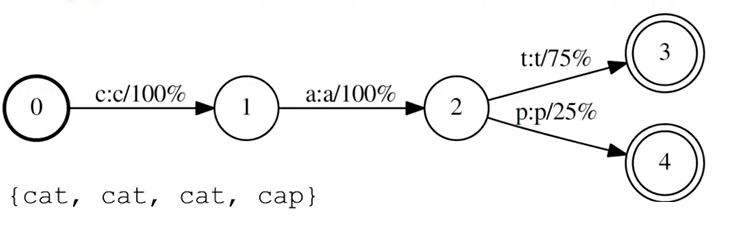 0 c:c/100% 1 a:a/100% 2
t:t/75% 3
p:p/25% 4
{cat, cat, cat, cap}